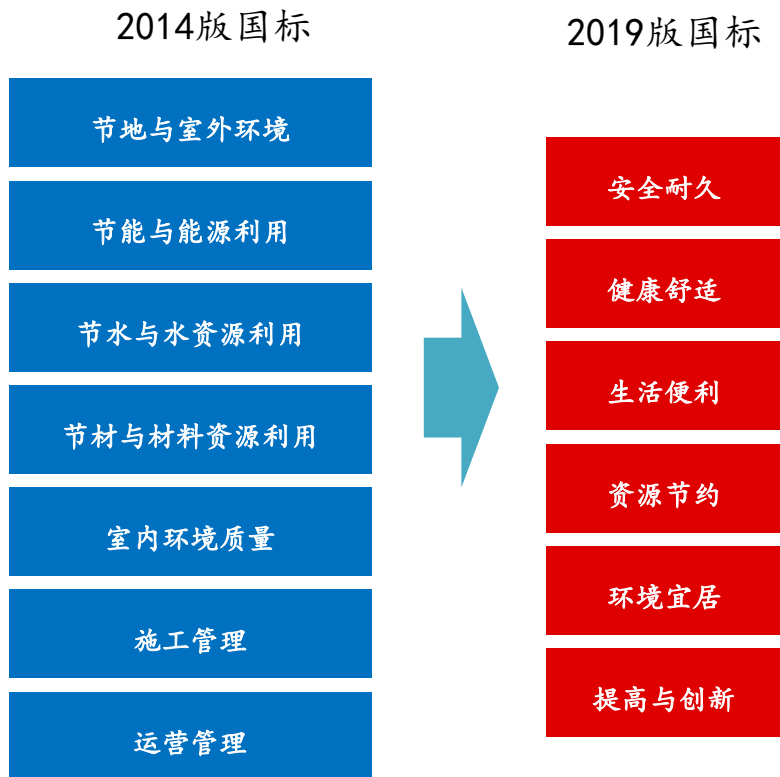 2014版国标
节地与室外环境
节能与能源利用
节水与水资源利用
节材与材料资源利用
室内环境质量
施工管理
运营管理
2019版国标
安全耐久
健康舒适
生活便利
资源节约
环境宜居
提高与创新